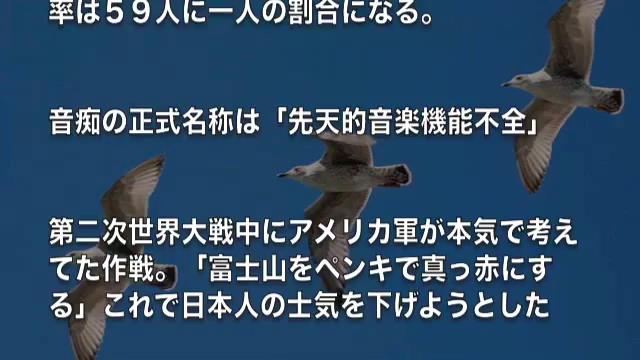 率は５９人に一人の割合になる。
音痴の正式名称は「先天的音楽機能不全」
第二次世界大戦中にアメリカ軍が本気で考え
てた作戦。「富士山をペンキで真っ赤にす
る」これで日本人の士気を下げようとした